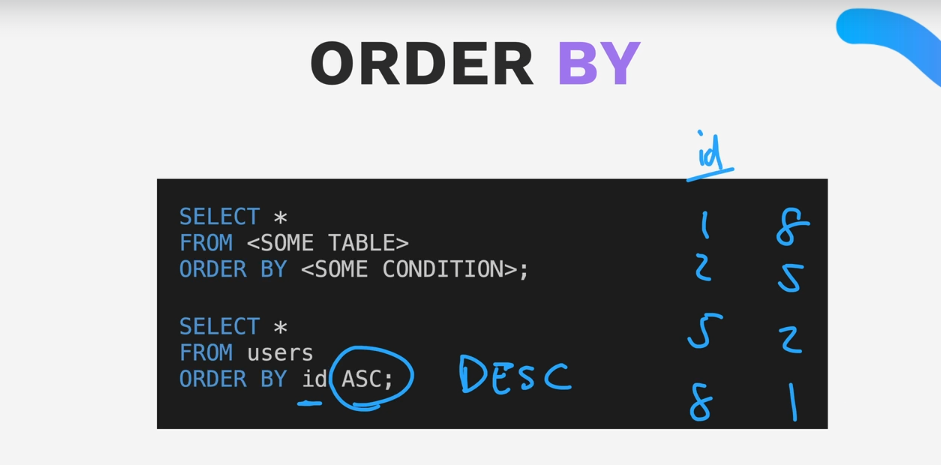 ORDER BY
id
SELECT *
FROM <SOME TABLE>
ORDER BY <SOME CONDITION>;
1 8
2 5
5 2
8 1
SELECT *
FROM users
ORDER BY id ASC;
DESC